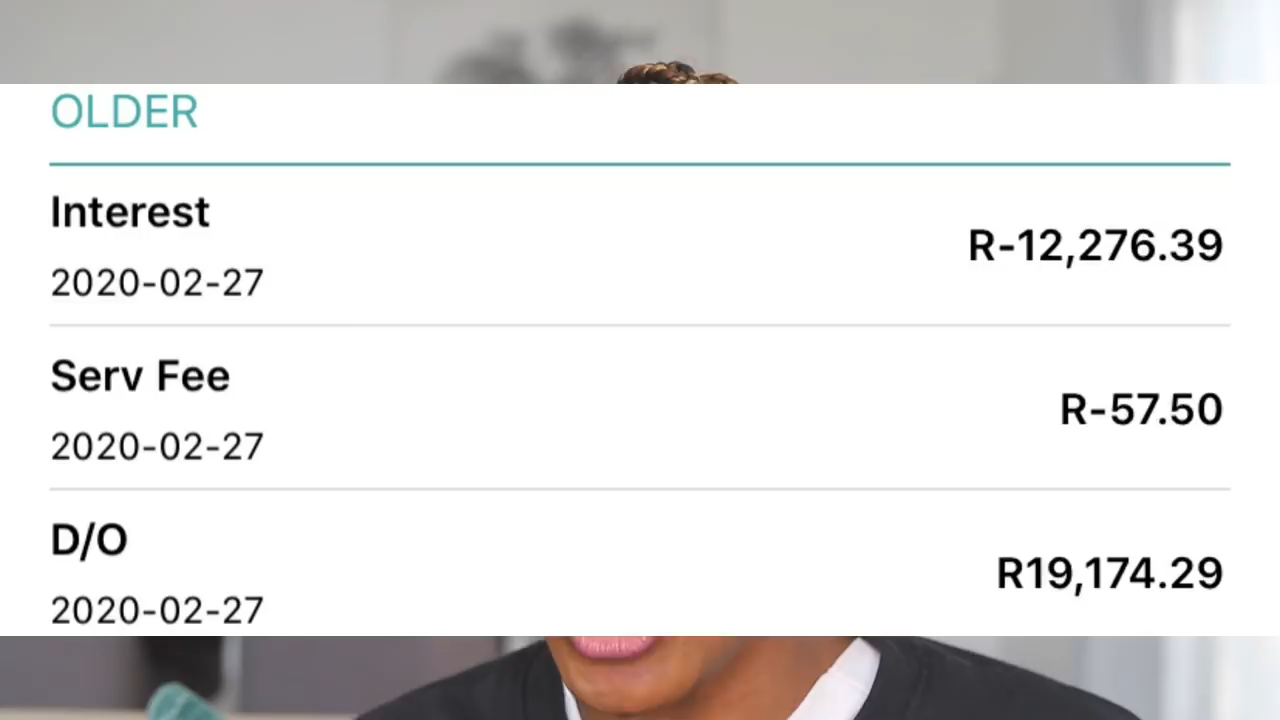 OLDER
Interest
R-12,276.39
2020-02-27
Serv Fee
R-57.50
2020-02-27
D/O
R19,174.29
2020-02-27